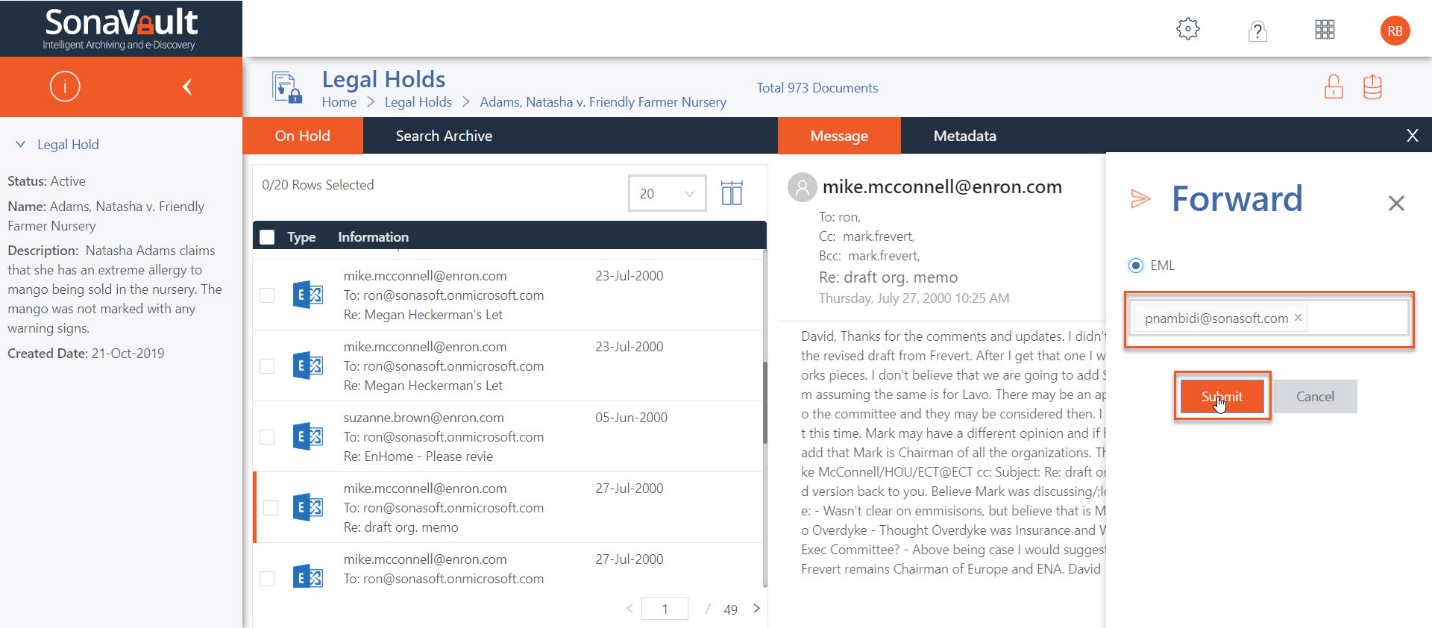 SonaVault
Intelligent Archiving and e-Discovery
?
RB
i
Legal Holds
Home > Legal Holds > Adams, Natasha v. Friendly Farmer Nursery
Total 973 Documents
Legal Hold
Status: Active
Name: Adams, Natasha v. Friendly
Farmer Nursery
Description: Natasha Adams claims
that she has an extreme allergy to
mango being sold in the nursery. The
mango was not marked with any
warning signs.
Created Date: 21-Oct-2019
On Hold
Search Archive
0/20 Rows Selected
20
Type Information
mike.mcconnell@enron.com 23-Jul-2000
To: ron@sonasoft.onmicrosoft.com
Re: Megan Heckerman's Let
mike.mcconnell@enron.com 23-Jul-2000
To: ron@sonasoft.onmicrosoft.com
Re: Megan Heckerman's Let
suzanne.brown@enron.com 05-Jun-2000
To: ron@sonasoft.onmicrosoft.com
Re: EnHome - Please revie
mike.mcconnell@enron.com 27-Jul-2000
To: ron@sonasoft.onmicrosoft.com
Re: draft org. memo
mike.mcconnell@enron.com 27-Jul-2000
To: ron@sonasoft.onmicrosoft.com
< 1 / 49 >
Message
Metadata
X
mike.mcconnell@enron.com
To: ron,
Cc: mark.frevert,
Bcc: mark.frevert,
Re: draft org. memo
Thursday, July 27, 2000 10:25 AM
David, Thanks for the comments and updates. I didn't
the revised draft from Frevert. After I get that one I w
orks pieces. I don't believe that we are going to add
m assuming the same is for Lavo. There may be an ap
o the committee and they may be considered then. I
t this time. Mark may have a different opinion and if
add that Mark is Chairman of all the organizations. Th
ke McConnell/HOU/ECT@ECT cc: Subject: Re: draft or
d version back to you. Believe Mark was discussing/;lo
e: - Wasn't clear on emmisisons, but believe that is M
o Overdyke - Thought Overdyke was Insurance and W
Exec Committee? - Above being case I would suggest
Frevert remains Chairman of Europe and ENA. David
Forward
EML
pnambidi@sonasoft.com ×
Submit
Cancel